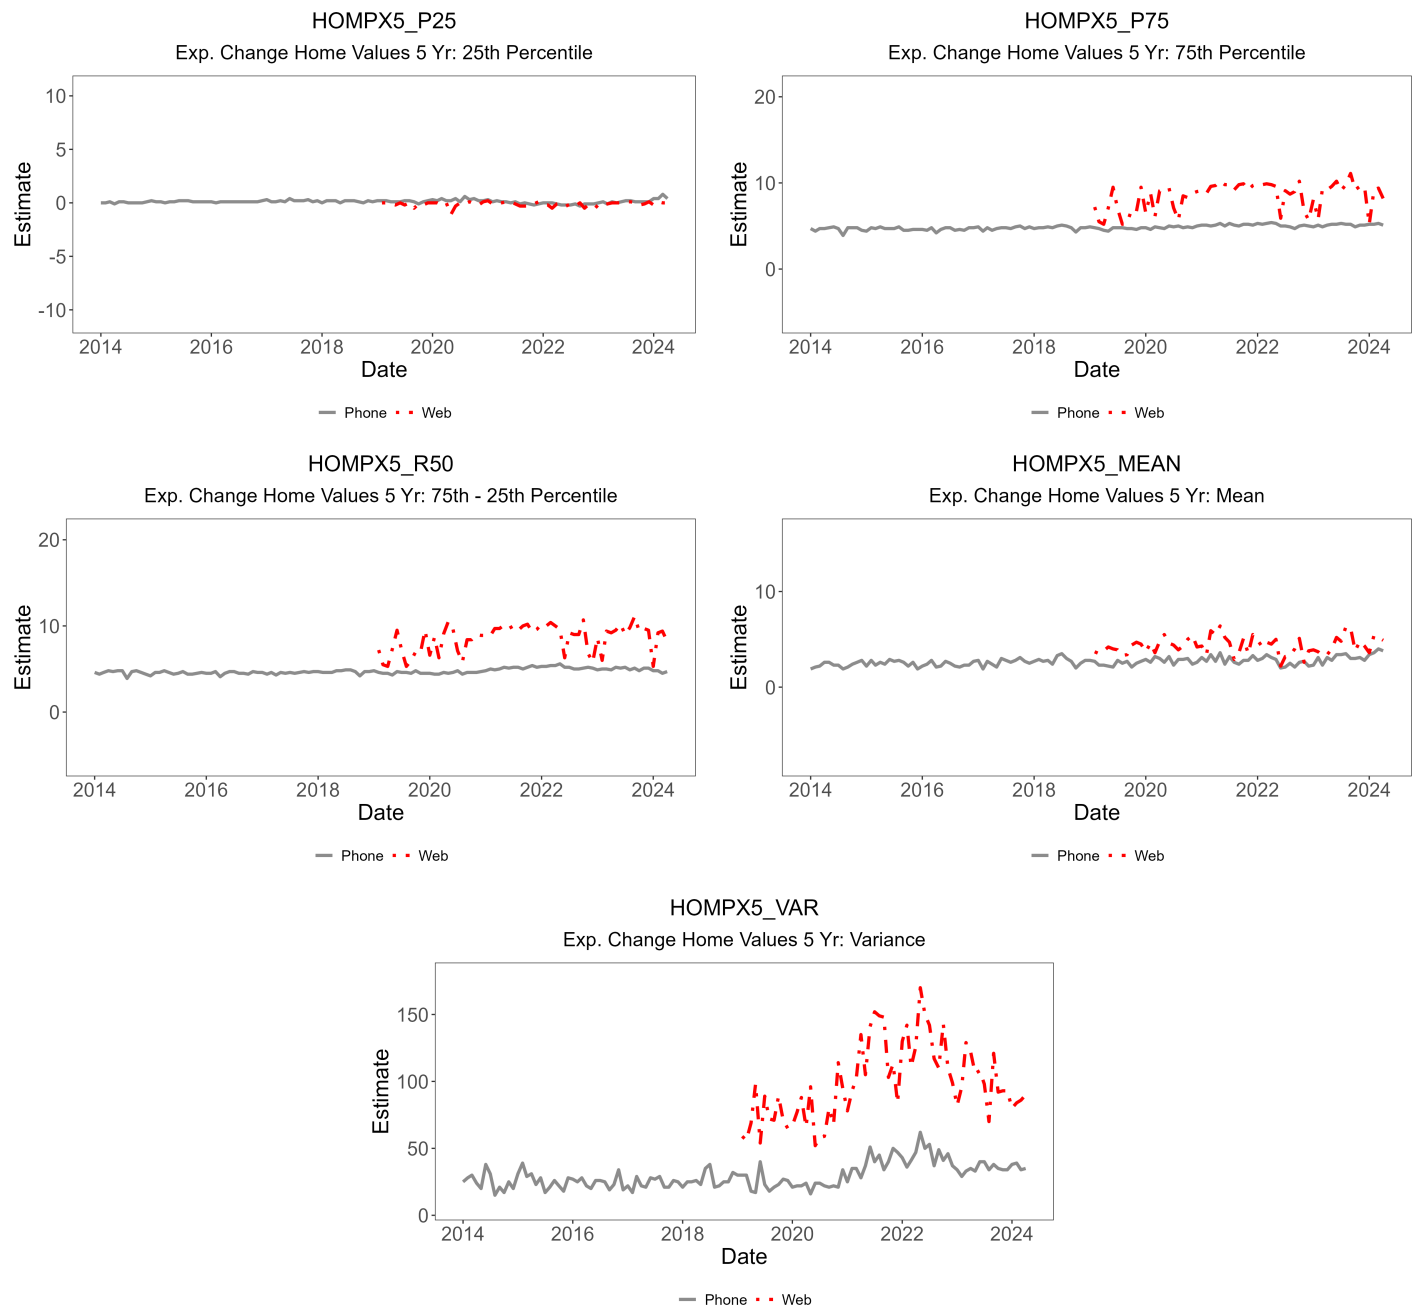 HOMPX5_P25
Exp. Change Home Values 5 Yr: 25th Percentile
10
5
0
-5
-10
Estimate
2014 2016 2018 2020 2022 2024
Date
Phone Web
HOMPX5_P75
Exp. Change Home Values 5 Yr: 75th Percentile
20
10
0
Estimate
2014 2016 2018 2020 2022 2024
Date
Phone Web
HOMPX5_R50
Exp. Change Home Values 5 Yr: 75th - 25th Percentile
20
10
0
Estimate
2014 2016 2018 2020 2022 2024
Date
Phone Web
HOMPX5_MEAN
Exp. Change Home Values 5 Yr: Mean
10
0
Estimate
2014 2016 2018 2020 2022 2024
Date
Phone Web
HOMPX5_VAR
Exp. Change Home Values 5 Yr: Variance
150
100
50
0
Estimate
2014 2016 2018 2020 2022 2024
Date
Phone Web